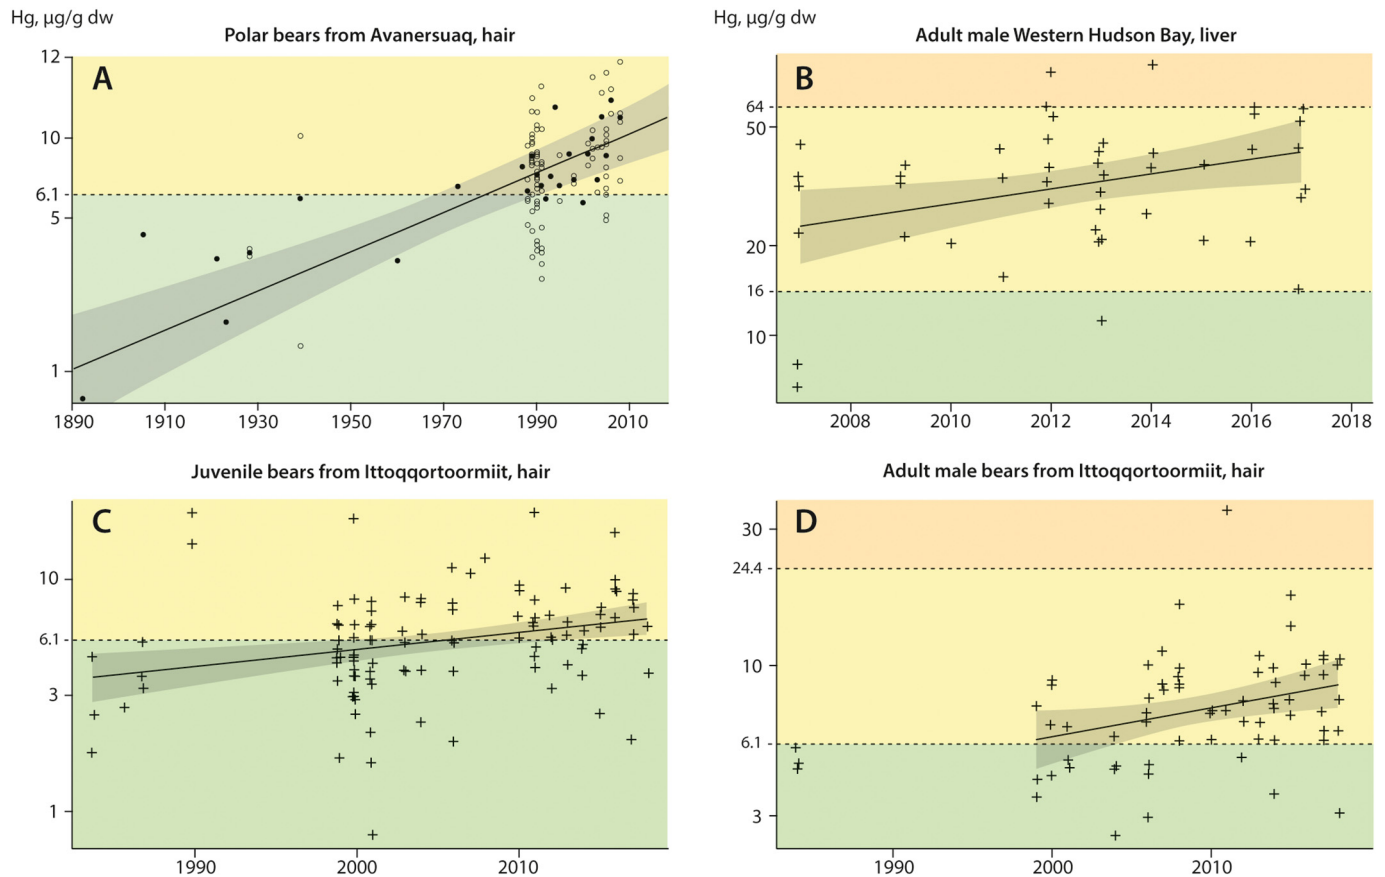 Hg, µg/g dw
Polar bears from Avanersuaq, hair
A
12
10
6.1
5
1
1890 1910 1930 1950 1970 1990 2010
Hg, µg/g dw
Adult male Western Hudson Bay, liver
B
64
50
20
16
10
2008 2010 2012 2014 2016 2018
Juvenile bears from Ittoqqortoormiit, hair
C
10
6.1
3
1
1990 2000 2010
Adult male bears from Ittoqqortoormiit, hair
D
30
24.4
10
6.1
3
1990 2000 2010